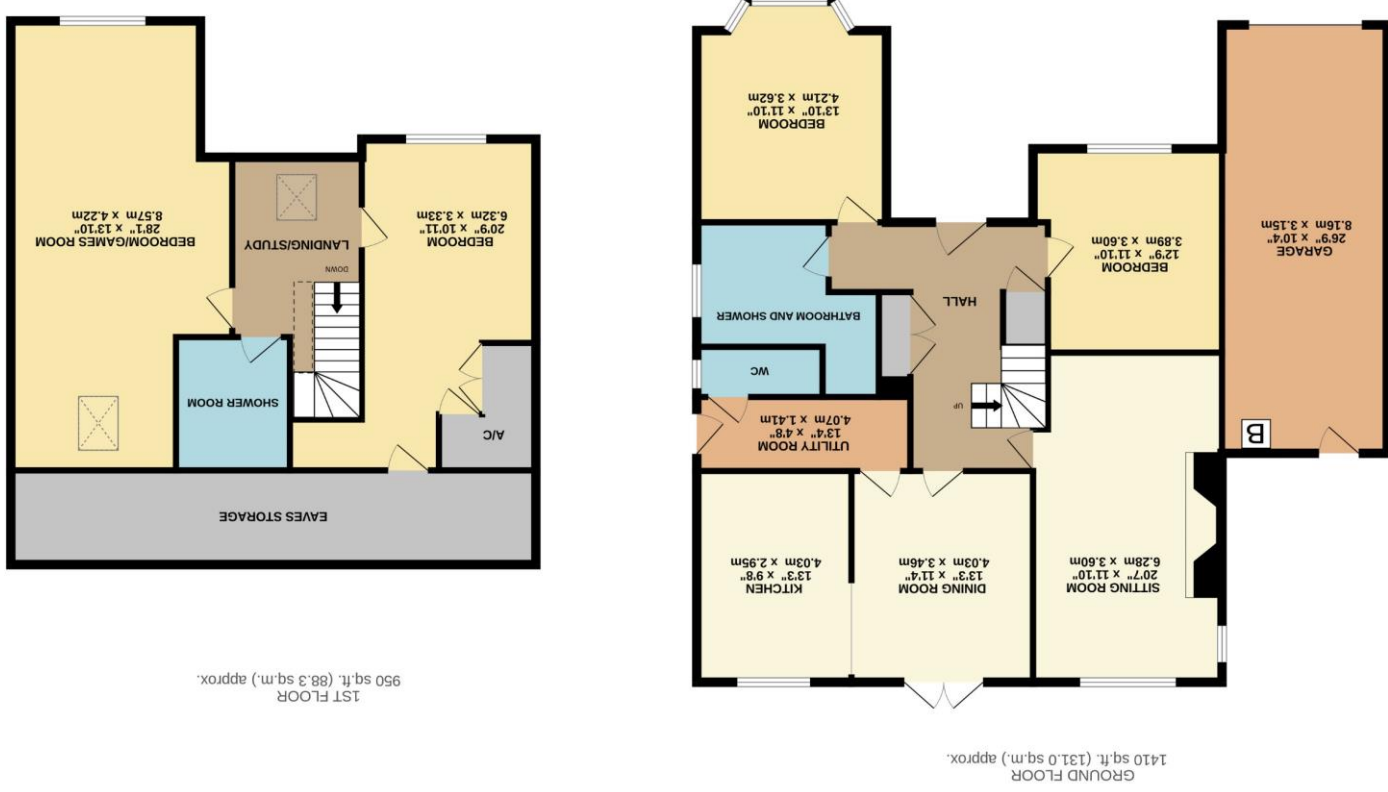 GROUND FLOOR
1410 sq.ft. (131.0 sq.m.) approx.
SITTING ROOM
20'7" x 11'10"
6.28m x 3.60m
DINING ROOM
13'3" x 11'4"
4.03m x 3.46m
KITCHEN
13'3" x 9'8"
4.03m x 2.95m
B
UTILITY ROOM
13'4" x 4'8"
4.07m x 1.41m
UP
WC
HALL
BATHROOM AND SHOWER
GARAGE
26'9" x 10'4"
8.16m x 3.15m
BEDROOM
12'9" x 11'10"
3.89m x 3.60m
BEDROOM
13'10" x 11'10"
4.21m x 3.62m
1ST FLOOR
950 sq.ft. (88.3 sq.m.) approx.
EAVES STORAGE
A/C
SHOWER ROOM
DOWN
LANDING/STUDY
BEDROOM
20'9" x 10'11"
6.32m x 3.33m
BEDROOM/GAMES ROOM
28'1" x 13'10"
8.57m x 4.22m